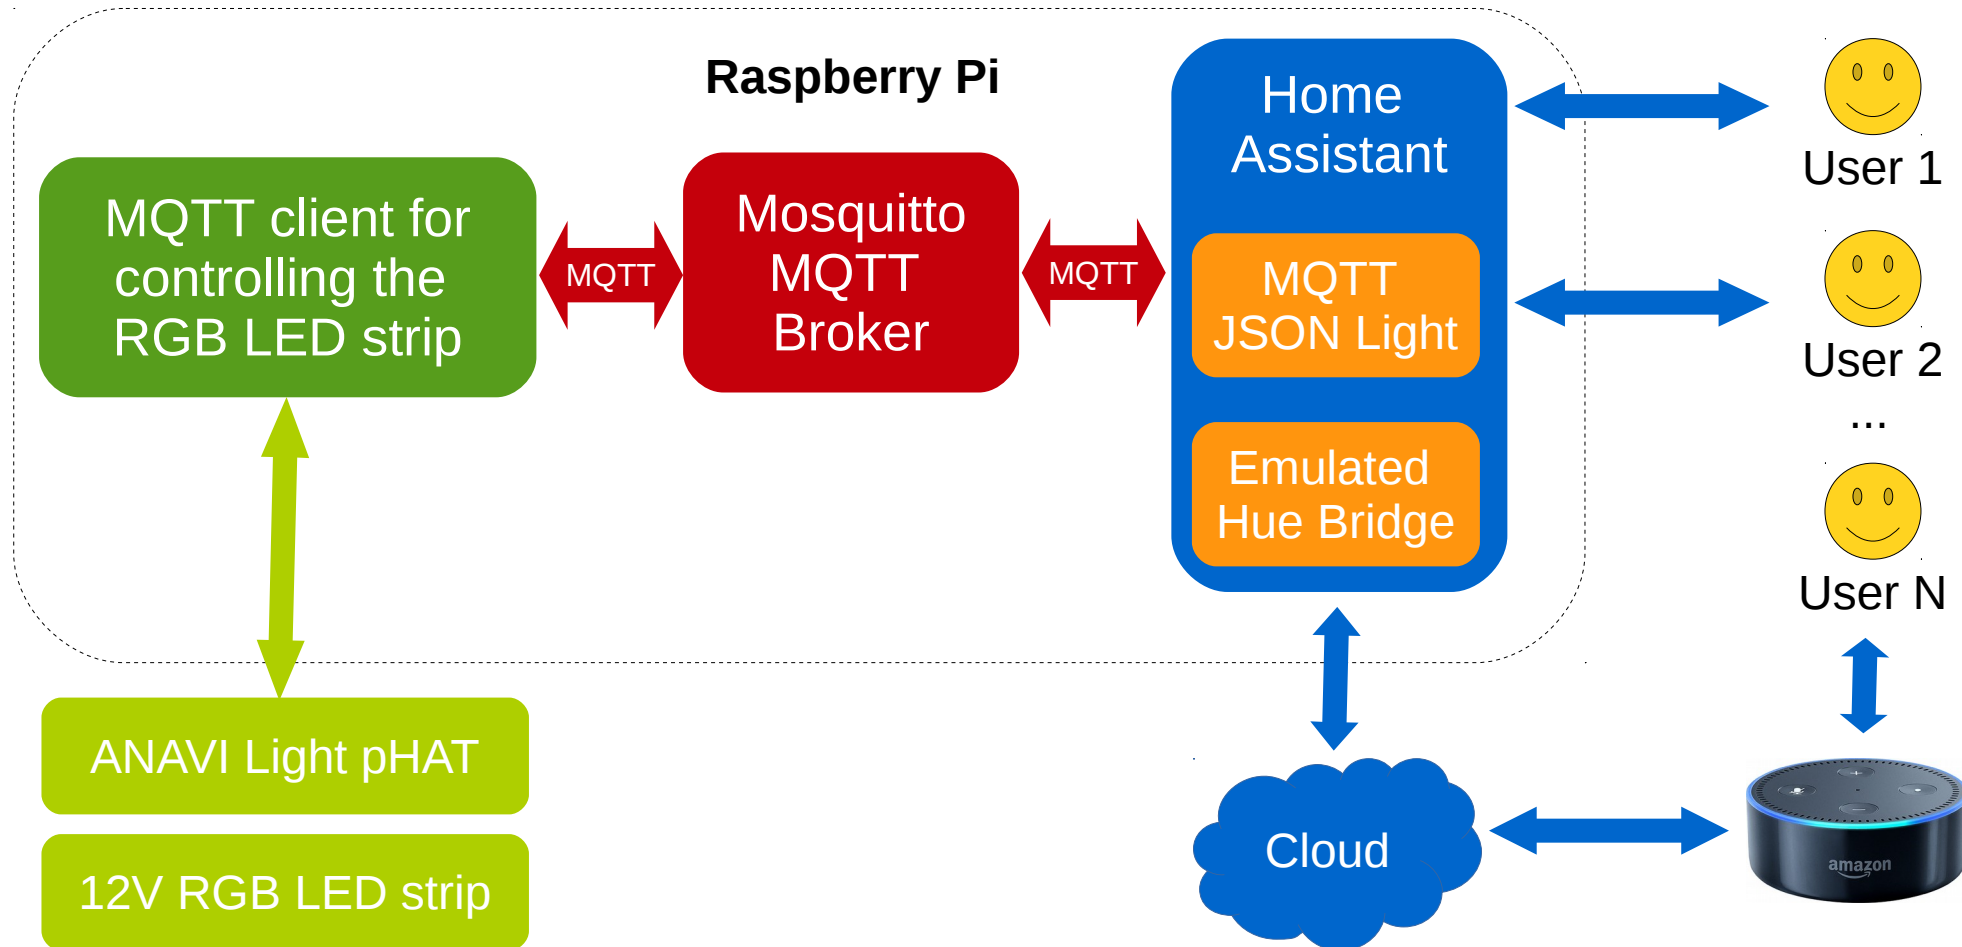 Raspberry Pi
MQTT client for
controlling the
RGB LED strip
MQTT
Mosquitto
MQTT
Broker
MQTT
Home
Assistant
MQTT
JSON Light
Emulated
Hue Bridge
User 1
User 2
...
User N
ANAVI Light pHAT
12V RGB LED strip
Cloud
amazon